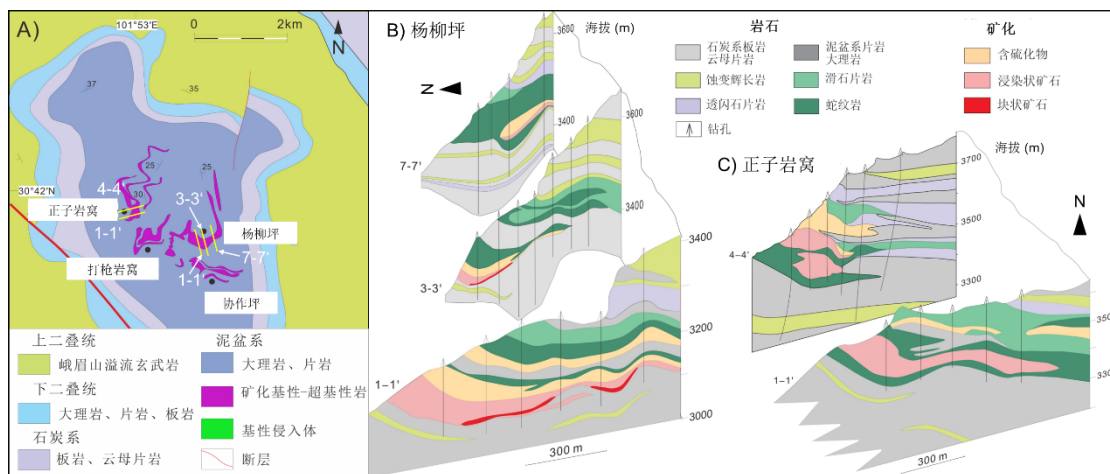 A)
101°53′E
0
2km
N
37
35
25
25
30
30°42′N
4-4
3-3'
正子岩窝
1-1'
杨柳坪
打枪岩窝
7-7'
1-1'
协作坪
上二叠统
峨眉山溢流玄武岩
下二叠统
大理岩、片岩、板岩
石炭系
板岩、云母片岩
泥盆系
大理岩、片岩
矿化基性-超基性岩
基性侵入体
断层
B) 杨柳坪
海拔 (m)
N
3600
3400
7-7'
3600
3400
3-3'
3400
3200
1-1'
3000
300 m
岩石
石炭系板岩
云母片岩
泥盆系片岩
大理岩
蚀变辉长岩
滑石片岩
透闪石片岩
蛇纹岩
钻孔
矿化
含硫化物
浸染状矿石
块状矿石
C) 正子岩窝
海拔 (m)
N
3700
3500
4-4'
3300
350
1-1'
330
300 m